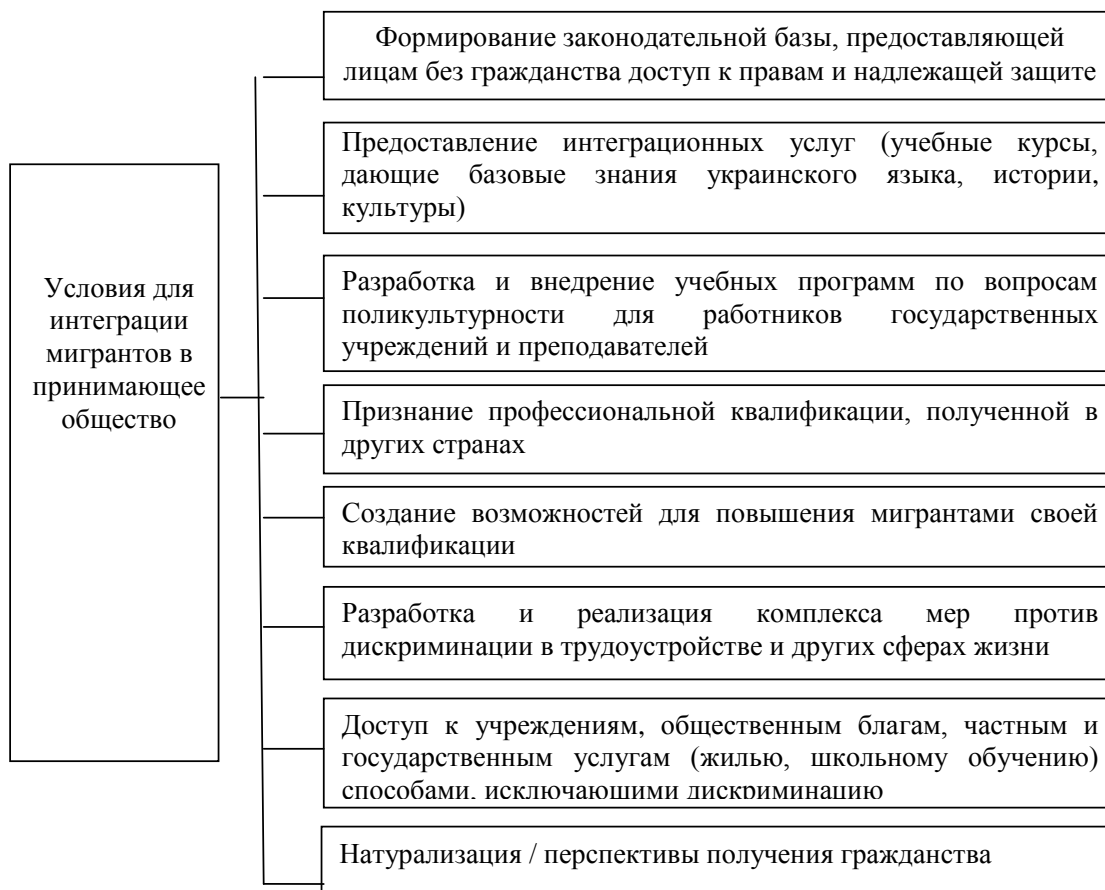 Формирование законодательной базы, предоставляющей
лицам без гражданства доступ к правам и надлежащей защите
Предоставление интеграционных услуг (учебные курсы,
дающие базовые знания украинского языка, истории,
культуры)
Условия для
интеграции
мигрантов в
принимающее
общество
Разработка и внедрение учебных программ по вопросам
поликультурности для работников государственных
учреждений и преподавателей
Признание профессиональной квалификации, полученной в
других странах
Создание возможностей для повышения мигрантами своей
квалификации
Разработка и реализация комплекса мер против
дискриминации в трудоустройстве и других сферах жизни
Доступ к учреждениям, общественным благам, частным и
государственным услугам (жилью, школьному обучению)
способами, исключающими дискриминацию
Натурализация / перспективы получения гражданства